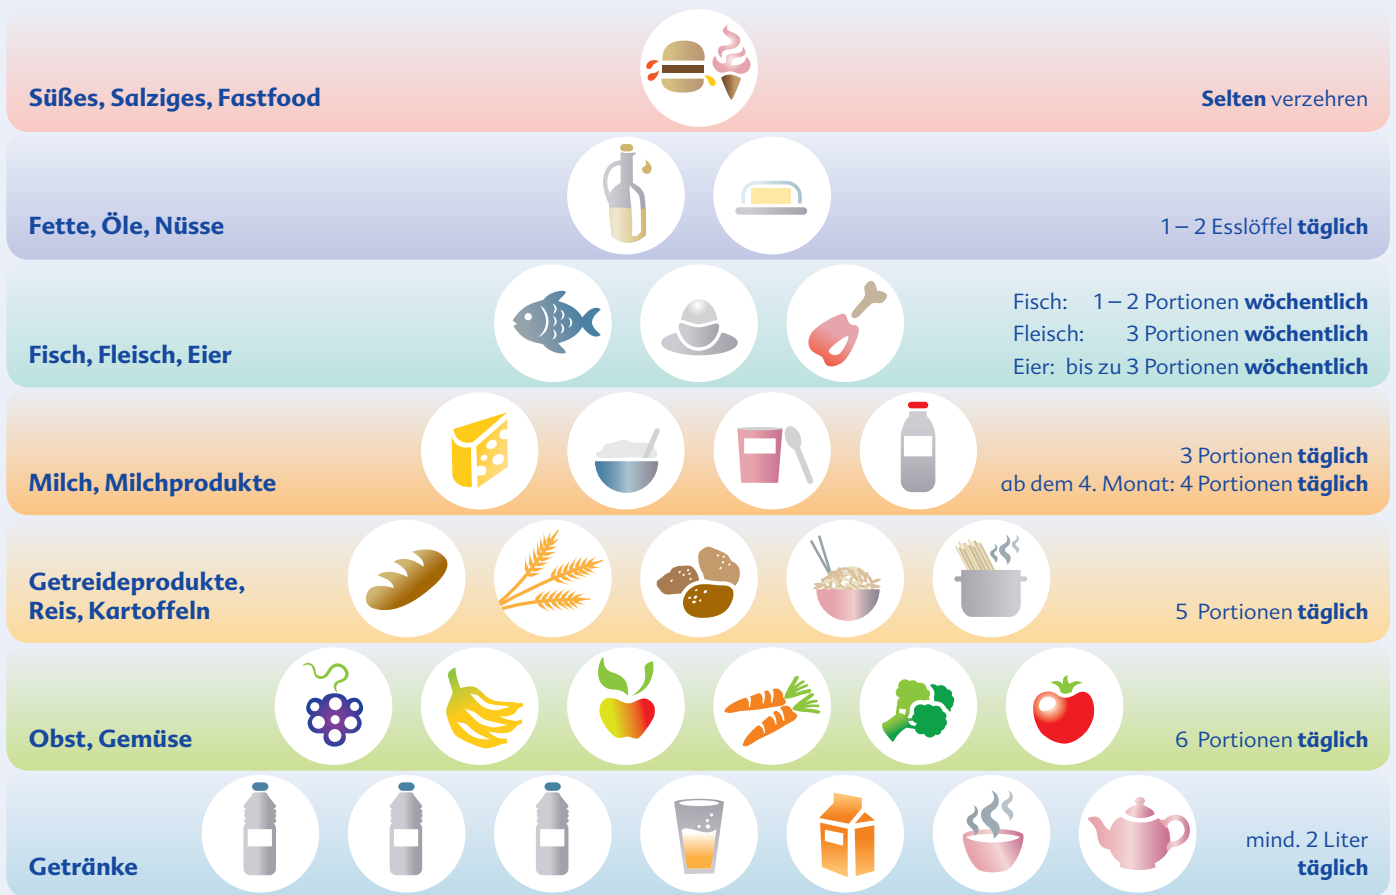 Süßes, Salziges, Fastfood
Selten verzehren
Fette, Öle, Nüsse
1 – 2 Esslöffel täglich
Fisch, Fleisch, Eier
Fisch: 1 – 2 Portionen wöchentlich
Fleisch: 3 Portionen wöchentlich
Eier: bis zu 3 Portionen wöchentlich
Milch, Milchprodukte
3 Portionen täglich
ab dem 4. Monat: 4 Portionen täglich
Getreideprodukte,
Reis, Kartoffeln
5 Portionen täglich
Obst, Gemüse
6 Portionen täglich
Getränke
mind. 2 Liter
täglich